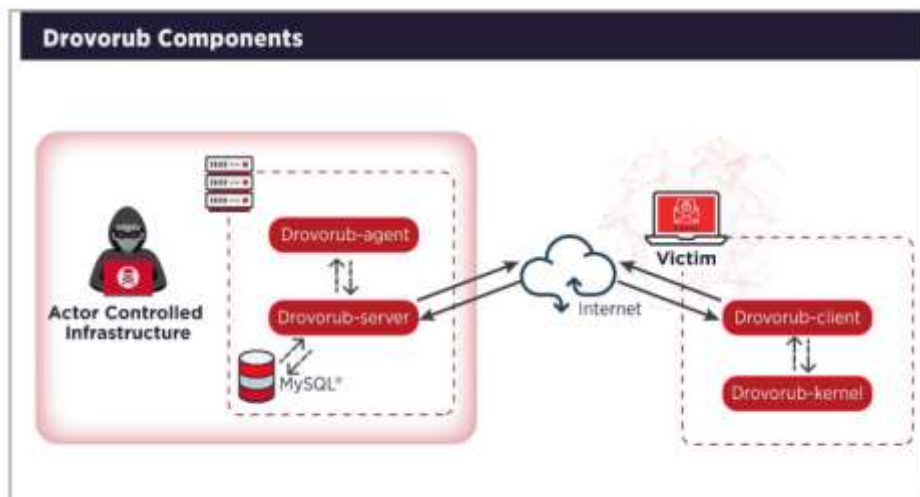 Drovorub Components
Drovorub-agent
Actor Controlled
Infrastructure
Drovorub-server
MySQL®
Internet
Victim
Drovorub-client
Drovorub-kernel